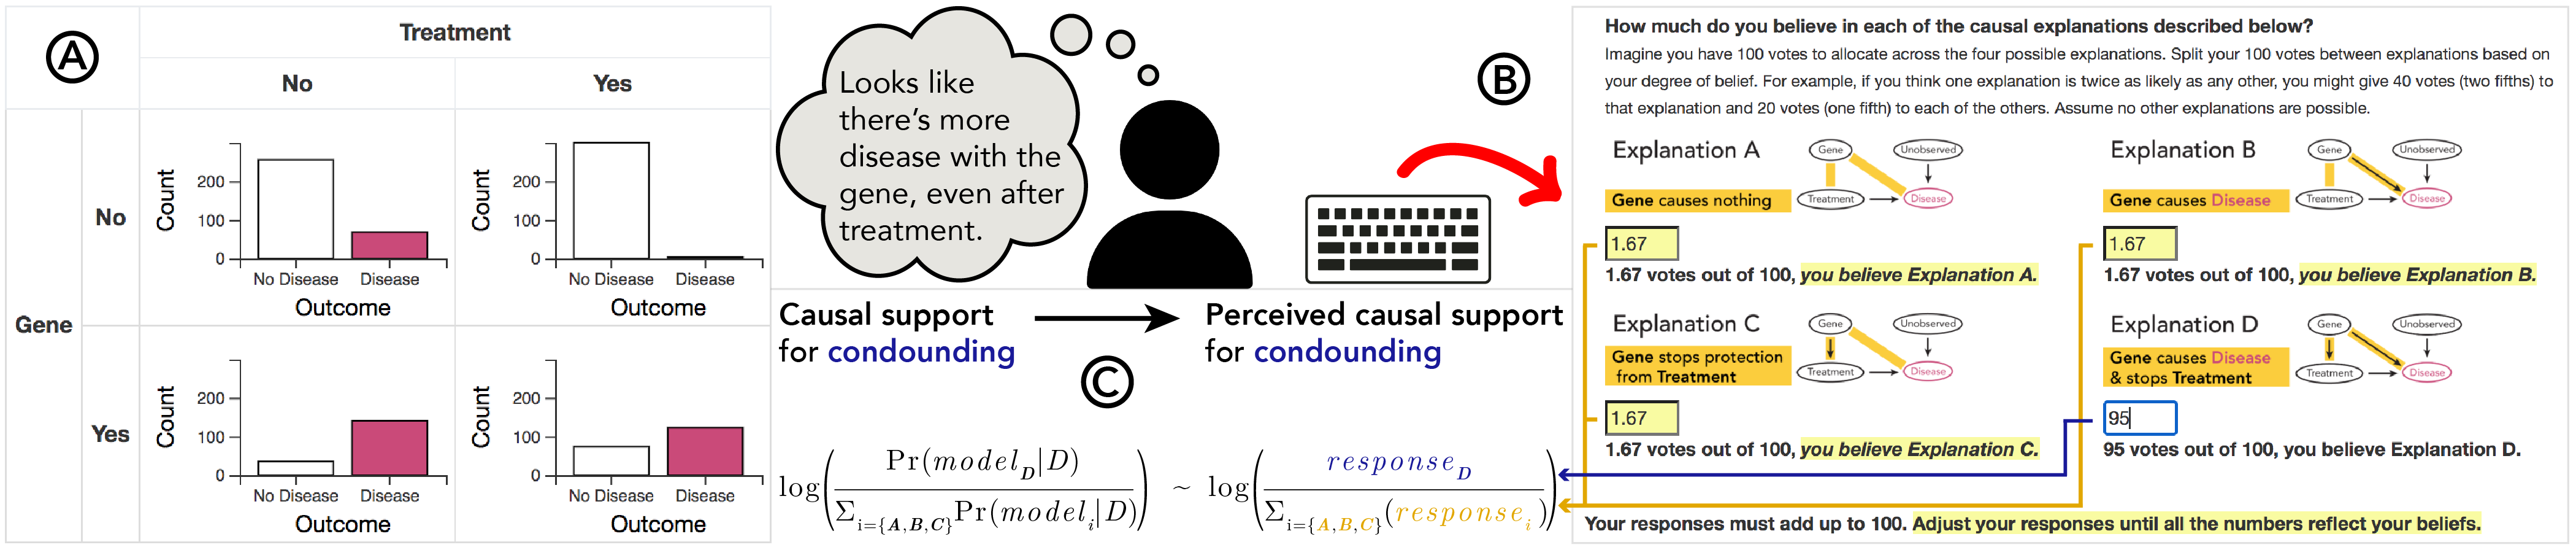 A
Treatment
No
Yes
Gene
No
Count
200
100
0
No Disease
Disease
Outcome
Count
200
100
0
No Disease
Disease
Outcome
Yes
Count
200
100
0
No Disease
Disease
Outcome
Count
200
100
0
No Disease
Disease
Outcome
Looks like
there's more
disease with the
gene, even after
treatment.
B
Causal support
for condounding
Perceived causal support
for condounding
C
log(Pr(model_D|D) / Σ_{i={A,B,C}}Pr(model_i|D)) ~ log(response_D / Σ_{i={A,B,C}}(response_i))
How much do you believe in each of the causal explanations described below?
Imagine you have 100 votes to allocate across the four possible explanations. Split your 100 votes between explanations based on
your degree of belief. For example, if you think one explanation is twice as likely as any other, you might give 40 votes (two fifths) to
that explanation and 20 votes (one fifth) to each of the others. Assume no other explanations are possible.
Explanation A
Gene causes nothing
Gene
Unobserved
Treatment
Disease
1.67
1.67 votes out of 100, you believe Explanation A.
Explanation B
Gene causes Disease
Gene
Unobserved
Treatment
Disease
1.67
1.67 votes out of 100, you believe Explanation B.
Explanation C
Gene stops protection
from Treatment
Gene
Unobserved
Treatment
Disease
1.67
1.67 votes out of 100, you believe Explanation C.
Explanation D
Gene causes Disease
& stops Treatment
Gene
Unobserved
Treatment
Disease
95
95 votes out of 100, you believe Explanation D.
Your responses must add up to 100. Adjust your responses until all the numbers reflect your beliefs.